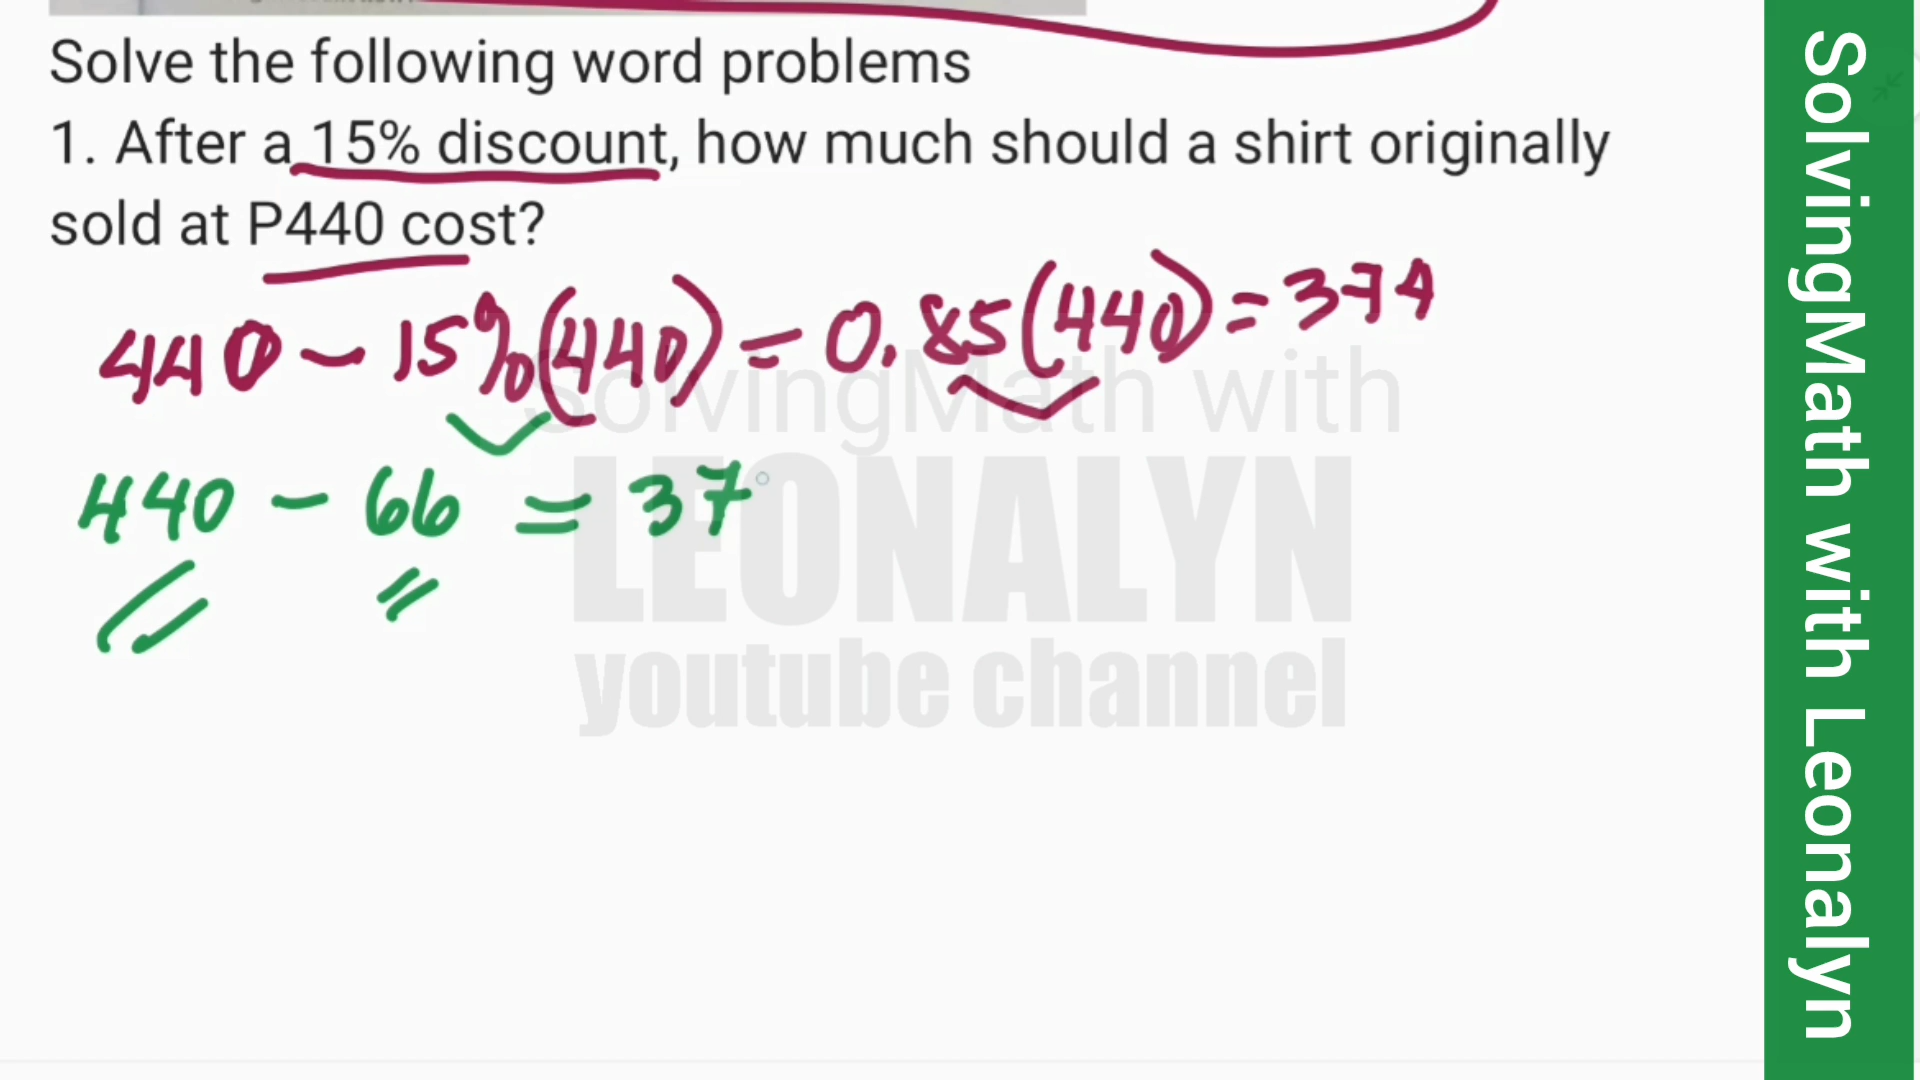 Solve the following word problems
1. After a 15% discount, how much should a shirt originally
sold at P440 cost?
440 - 15%(440) = 0.85(440) = 374
440 - 66 = 37
SolvingMath with
LEONALYN
youtube channel
SolvingMath with Leonalyn